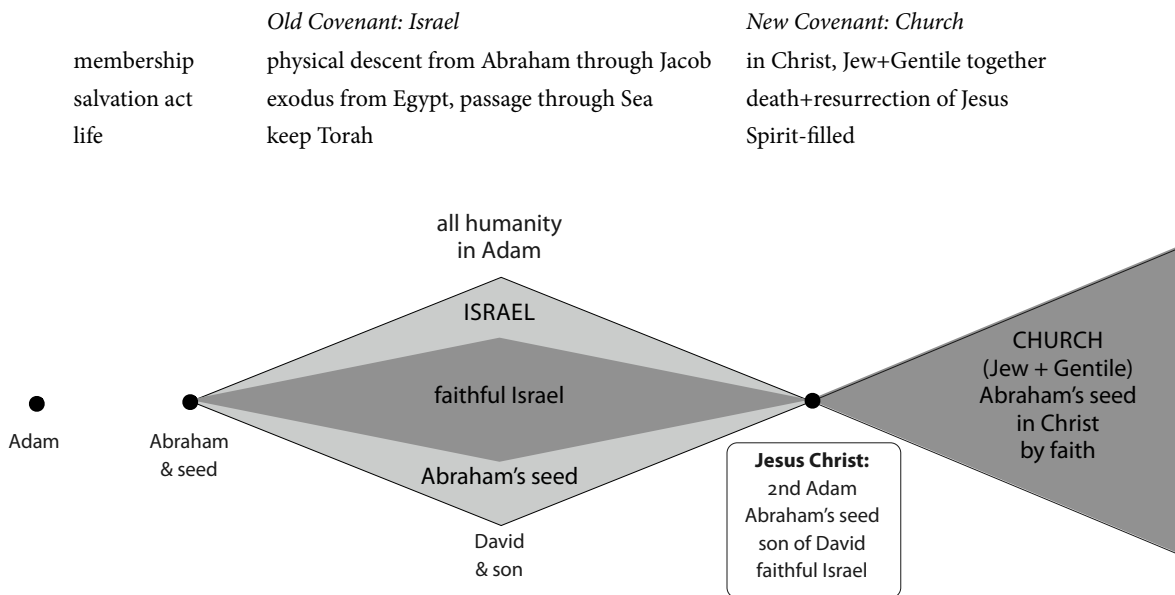 Old Covenant: Israel New Covenant: Church
membership physical descent from Abraham through Jacob in Christ, Jew+Gentile together
salvation act exodus from Egypt, passage through Sea death+resurrection of Jesus
life keep Torah Spirit-filled
all humanity
in Adam
ISRAEL
faithful Israel
Abraham's seed
Adam
Abraham
& seed
David
& son
Jesus Christ:
2nd Adam
Abraham's seed
son of David
faithful Israel
CHURCH
(Jew + Gentile)
Abraham's seed
in Christ
by faith